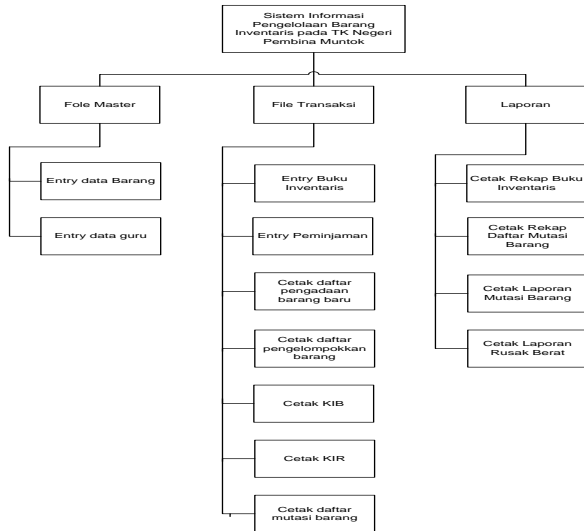 Sistem Informasi
Pengelolaan Barang
Inventaris pada TK Negeri
Pembina Muntok
Fole Master
File Transaksi
Laporan
Entry data Barang
Entry data guru
Entry Buku
Inventaris
Entry Peminjaman
Cetak daftar
pengadaan
barang baru
Cetak daftar
pengelompokkan
barang
Cetak KIB
Cetak KIR
Cetak daftar
mutasi barang
Cetak Rekap Buku
Inventaris
Cetak Rekap
Daftar Mutasi
Barang
Cetak Laporan
Mutasi Barang
Cetak Laporan
Rusak Berat